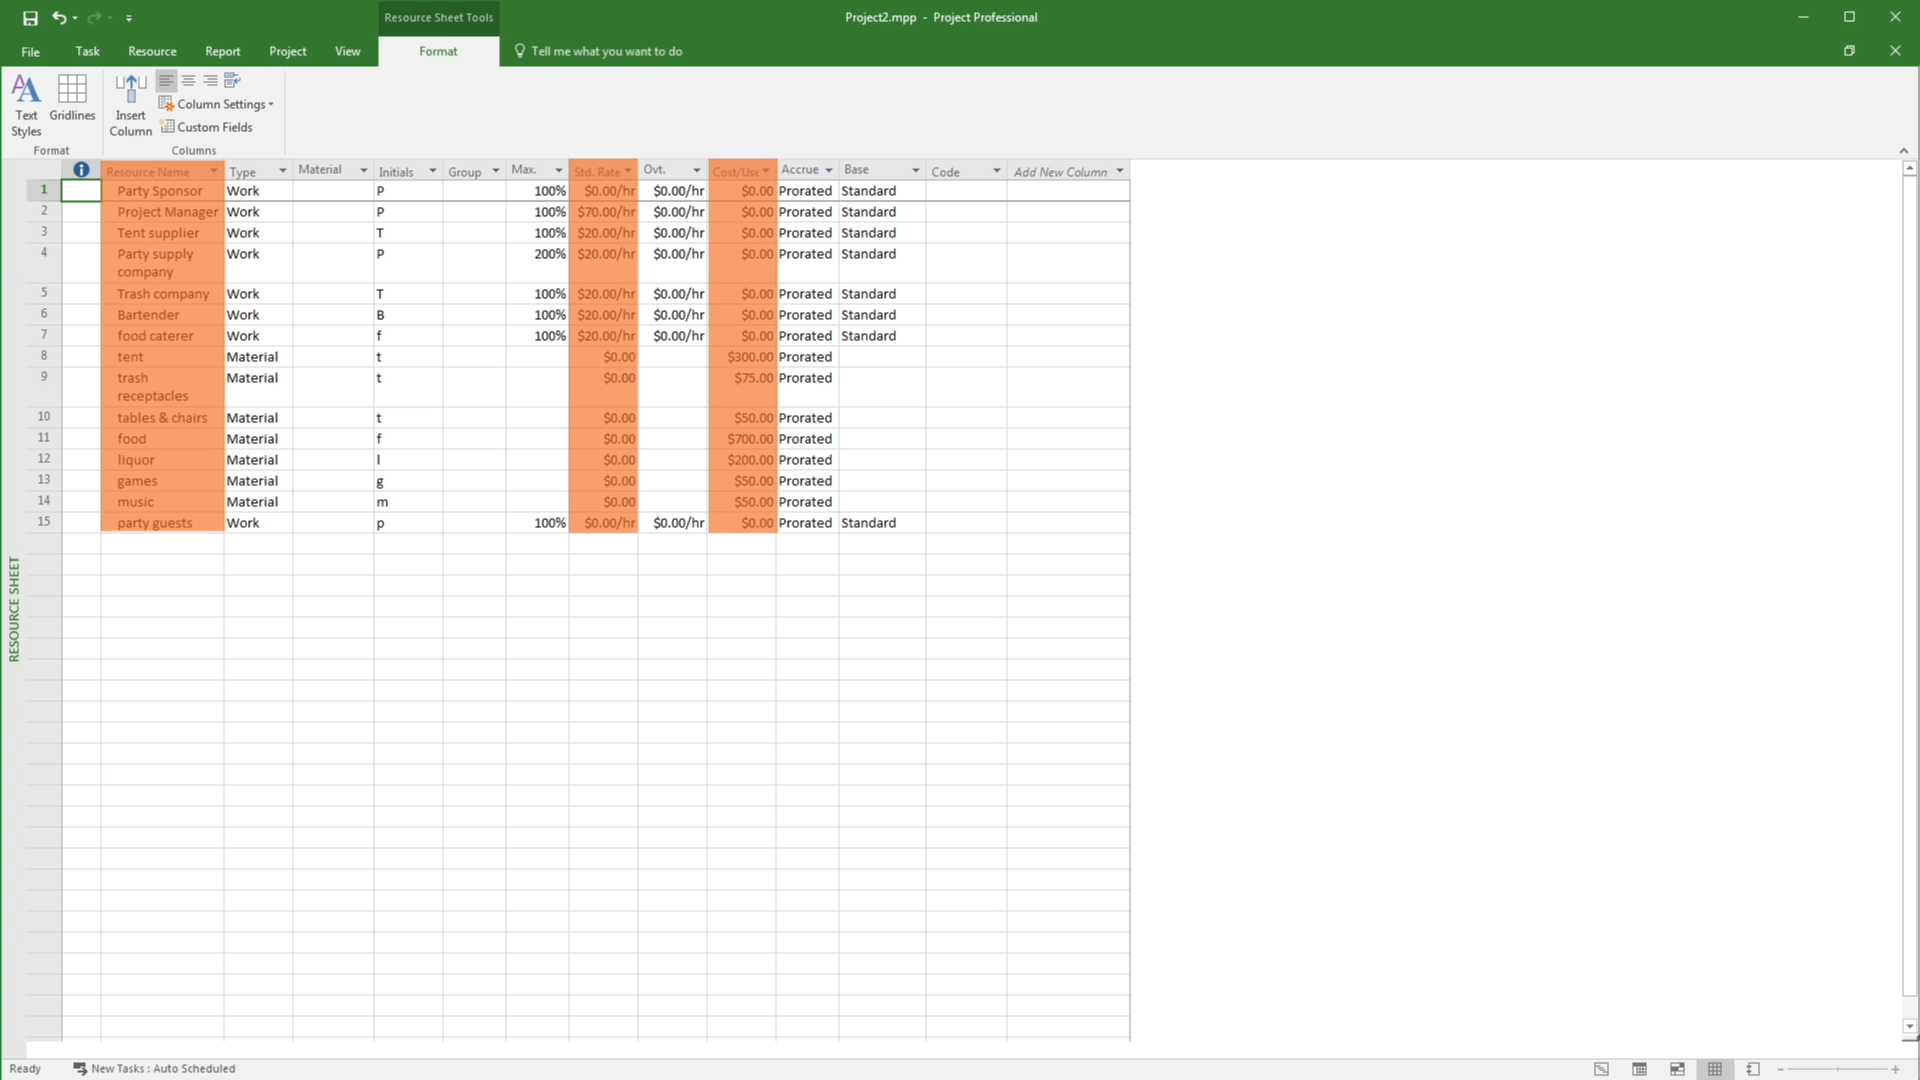 Resource Sheet Tools
Project2.mpp - Project Professional
File Task Resource Report Project View Format Tell me what you want to do
Text Styles
Gridlines
Format
Insert Column
Column Settings
Custom Fields
Columns
Resource Name Type Material Initials Group Max. Std. Rate Ovt. Cost/Use Accrue Base Code Add New Column
1 Party Sponsor Work P 100% $0.00/hr $0.00/hr $0.00 Prorated Standard
2 Project Manager Work P 100% $70.00/hr $0.00/hr $0.00 Prorated Standard
3 Tent supplier Work T 100% $20.00/hr $0.00/hr $0.00 Prorated Standard
4 Party supply Work P 200% $20.00/hr $0.00/hr $0.00 Prorated Standard
company
5 Trash company Work T 100% $20.00/hr $0.00/hr $0.00 Prorated Standard
6 Bartender Work B 100% $20.00/hr $0.00/hr $0.00 Prorated Standard
7 food caterer Work f 100% $20.00/hr $0.00/hr $0.00 Prorated Standard
8 tent Material t $0.00 $300.00 Prorated
9 trash Material t $0.00 $75.00 Prorated
receptacles
10 tables & chairs Material t $0.00 $50.00 Prorated
11 food Material f $0.00 $700.00 Prorated
12 liquor Material l $0.00 $200.00 Prorated
13 games Material g $0.00 $50.00 Prorated
14 music Material m $0.00 $50.00 Prorated
15 party guests Work p 100% $0.00/hr $0.00/hr $0.00 Prorated Standard
RESOURCE SHEET
Ready New Tasks : Auto Scheduled